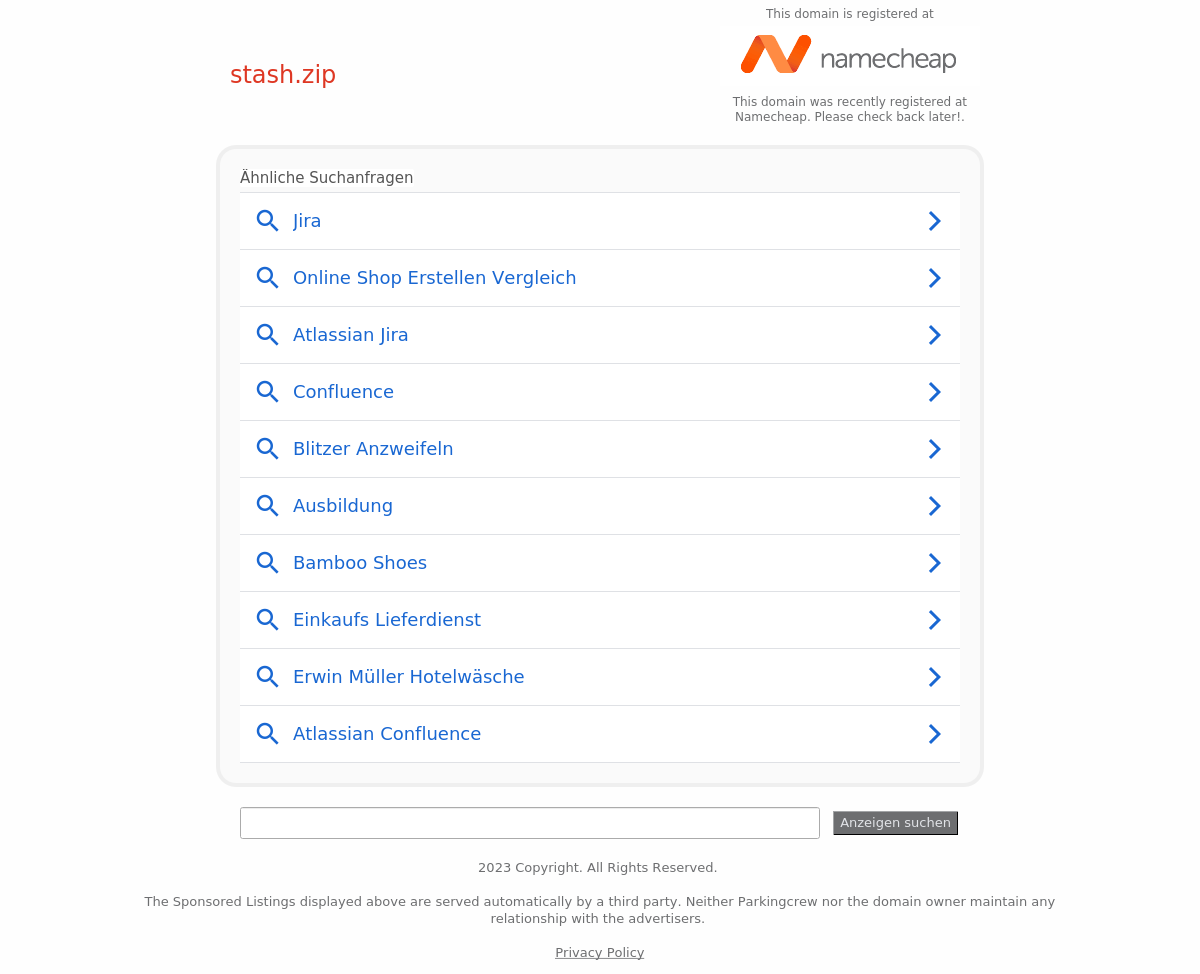 This domain is registered at
namecheap
stash.zip
This domain was recently registered at
Namecheap. Please check back later!.
Ähnliche Suchanfragen
Jira
Online Shop Erstellen Vergleich
Atlassian Jira
Confluence
Blitzer Anzweifeln
Ausbildung
Bamboo Shoes
Einkaufs Lieferdienst
Erwin Müller Hotelwäsche
Atlassian Confluence
Anzeigen suchen
2023 Copyright. All Rights Reserved.
The Sponsored Listings displayed above are served automatically by a third party. Neither Parkingcrew nor the domain owner maintain any
relationship with the advertisers.
Privacy Policy